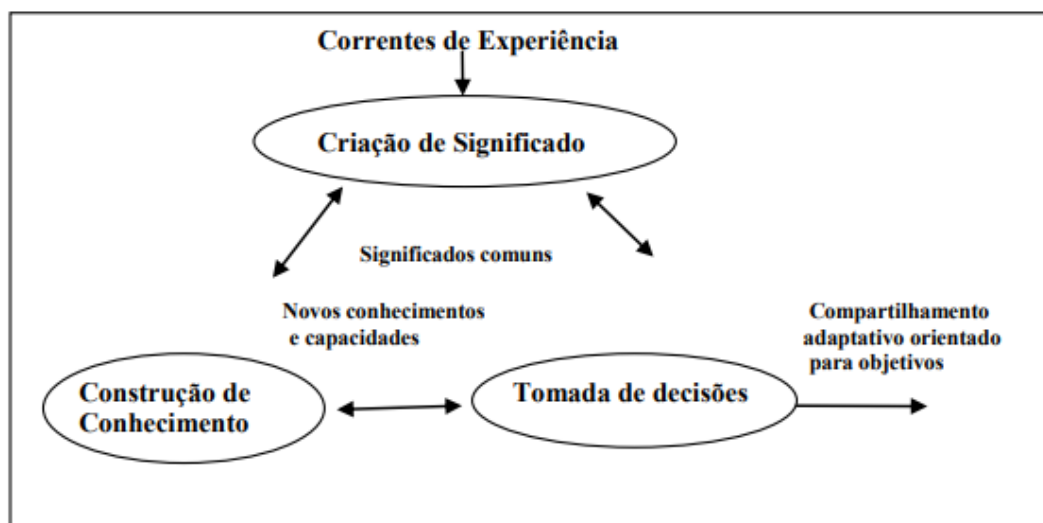 Correntes de Experiência
Criação de Significado
Significados comuns
Novos conhecimentos
e capacidades
Compartilhamento
adaptativo orientado
para objetivos
Construção de
Conhecimento
Tomada de decisões